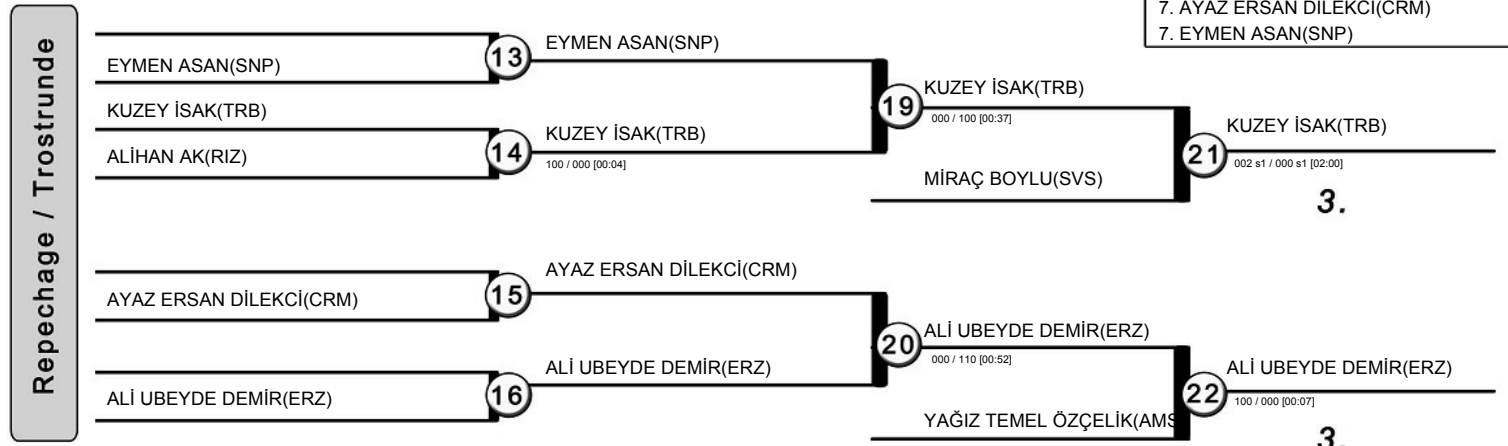 7. AYAZ ERSAN DİLEKCİ(CRM)
7. EYMEN ASAN(SNP)
Repechage / Trostrunde
EYMEN ASAN(SNP)
13
EYMEN ASAN(SNP)
KUZEY İSAK(TRB)
ALİHAN AK(RIZ)
14
KUZEY İSAK(TRB)
100 / 000 [00:04]
19
KUZEY İSAK(TRB)
000 / 100 [00:37]
MİRAÇ BOYLU(SVS)
21
KUZEY İSAK(TRB)
002 s1 / 000 s1 [02:00]
3.
AYAZ ERSAN DİLEKCİ(CRM)
15
AYAZ ERSAN DİLEKCİ(CRM)
ALİ UBEYDE DEMİR(ERZ)
16
ALİ UBEYDE DEMİR(ERZ)
20
ALİ UBEYDE DEMİR(ERZ)
000 / 110 [00:52]
YAĞIZ TEMEL ÖZÇELİK(AMS
22
ALİ UBEYDE DEMİR(ERZ)
100 / 000 [00:07]
3.